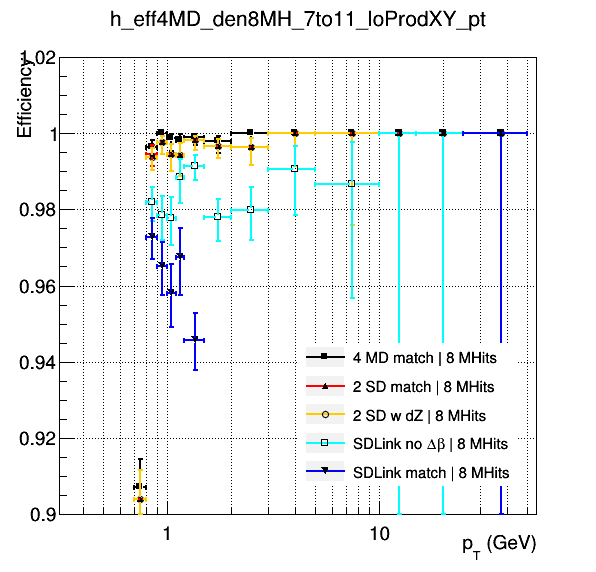 h_eff4MD_den8MH_7to11_loProdXY_pt
Efficiency
1.02
1
0.98
0.96
0.94
0.92
0.9
4 MD match | 8 MHits
2 SD match | 8 MHits
2 SD w dZ | 8 MHits
SDLink no Δβ | 8 MHits
SDLink match | 8 MHits
1
10
p_T (GeV)